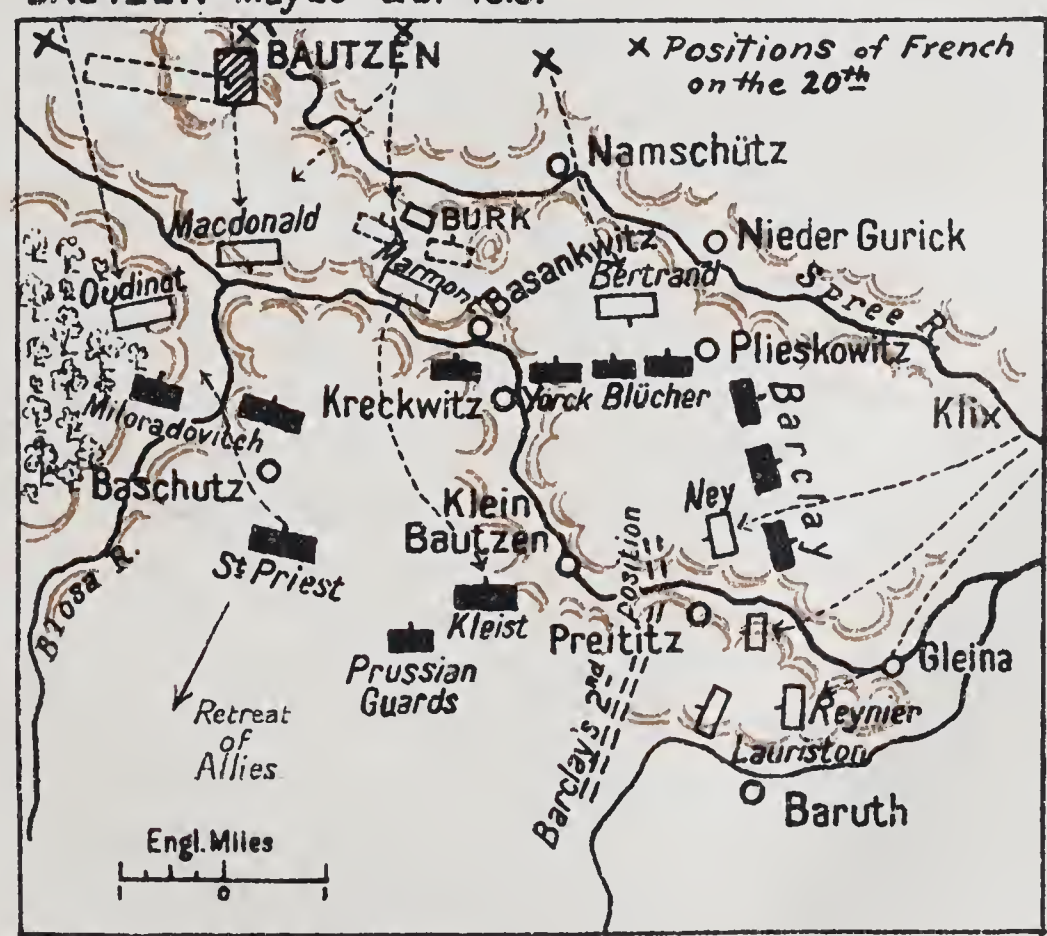 BAUTZEN
× Positions of French
on the 20th
Namschütz
Macdonald
BURK
Nieder Gurick
Marmont
Basankwitz
Bertrand
Oudinot
Spree R.
Plieskowitz
Miloradovitch
Kreckwitz
Yorck Blücher
Barclay
Klix
Baschutz
Klein
Bautzen
Ney
St Priest
Blosa R.
Kleist
Preititz
Gleina
Prussian
Guards
Barclay's 2nd Position
Reynier
Lauriston
Retreat
of
Allies
Baruth
Engl. Miles
1 0 1